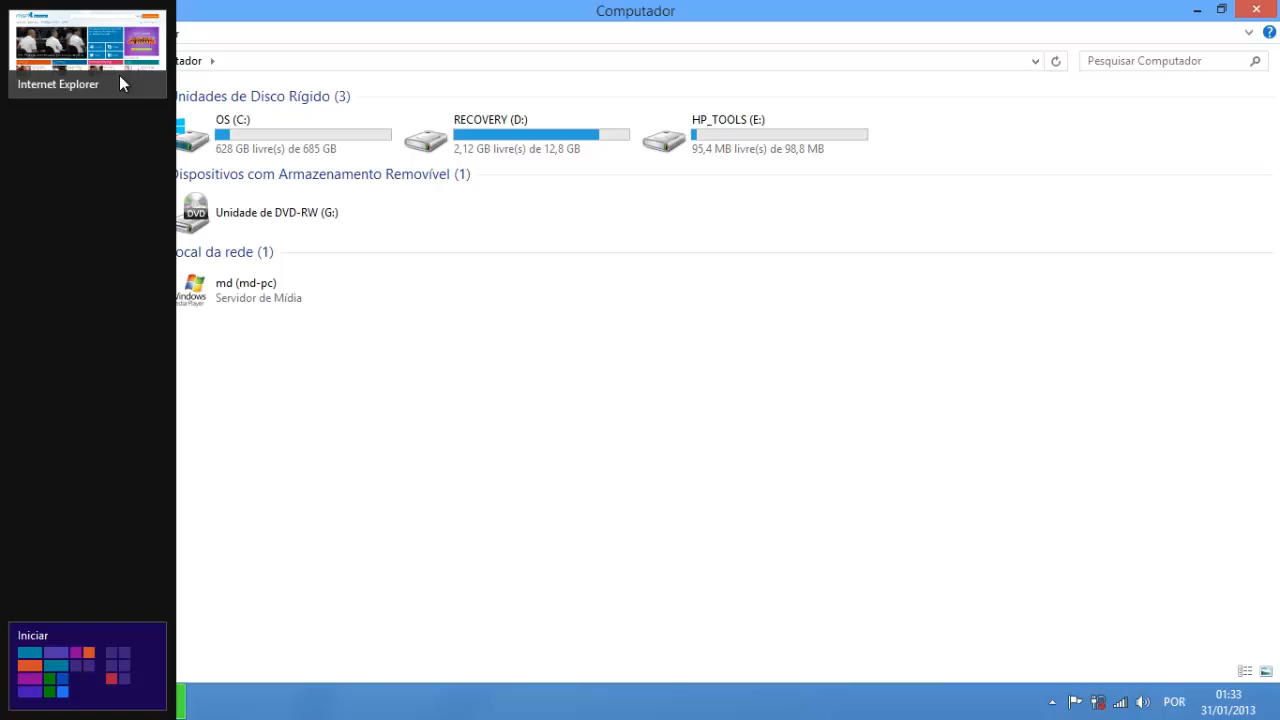 Computador
msn
Internet Explorer
Pesquisar Computador
Unidades de Disco Rígido (3)
OS (C:)
628 GB livre(s) de 685 GB
RECOVERY (D:)
2,12 GB livre(s) de 12,8 GB
HP_TOOLS (E:)
95,4 MB livre(s) de 98,8 MB
Dispositivos com Armazenamento Removível (1)
DVD
Unidade de DVD-RW (G:)
ocal da rede (1)
md (md-pc)
Servidor de Mídia
Iniciar
POR
01:33
31/01/2013